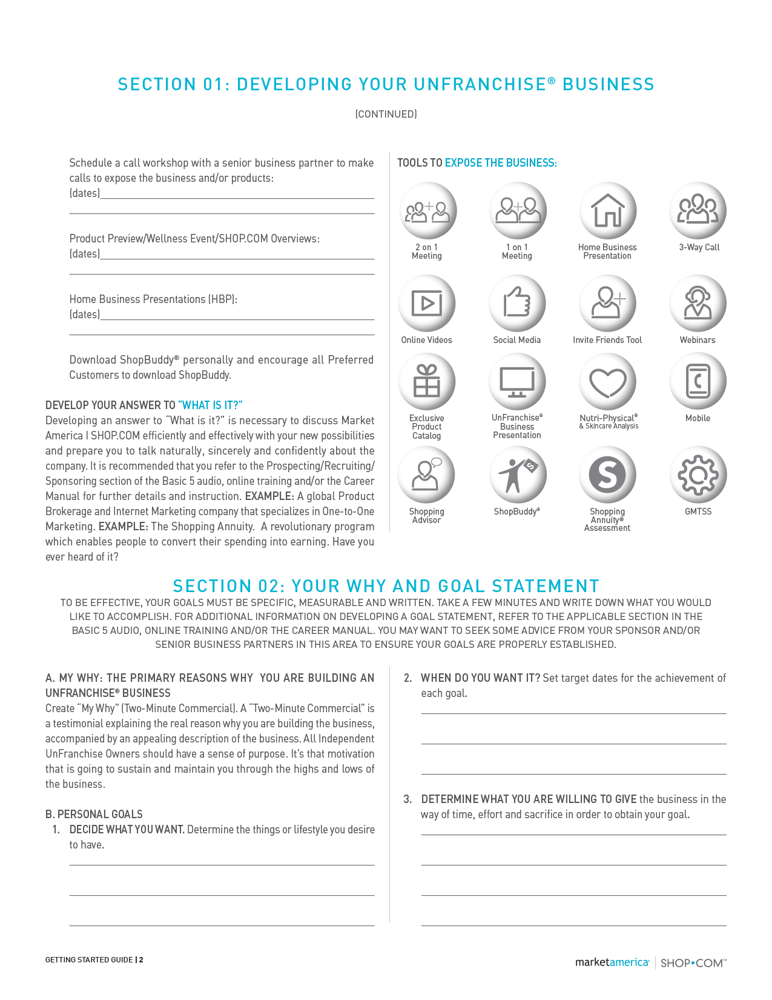 SECTION 01: DEVELOPING YOUR UNFRANCHISE® BUSINESS
(CONTINUED)
Schedule a call workshop with a senior business partner to make
calls to expose the business and/or products:
(dates)
Product Preview/Wellness Event/SHOP.COM Overviews:
(dates)
Home Business Presentations (HBP):
(dates)
Download ShopBuddy® personally and encourage all Preferred
Customers to download ShopBuddy.
DEVELOP YOUR ANSWER TO “WHAT IS IT?”
Developing an answer to “What is it?” is necessary to discuss Market
America I SHOP.COM efficiently and effectively with your new possibilities
and prepare you to talk naturally, sincerely and confidently about the
company. It is recommended that you refer to the Prospecting/Recruiting/
Sponsoring section of the Basic 5 audio, online training and/or the Career
Manual for further details and instruction. EXAMPLE: A global Product
Brokerage and Internet Marketing company that specializes in One-to-One
Marketing. EXAMPLE: The Shopping Annuity.  A revolutionary program
which enables people to convert their spending into earning. Have you
ever heard of it?
TOOLS TO EXPOSE THE BUSINESS:
2 on 1
Meeting
1 on 1
Meeting
Home Business
Presentation
3-Way Call
Online Videos
Social Media
Invite Friends Tool
Webinars
Exclusive
Product
Catalog
UnFranchise®
Business
Presentation
Nutri-Physical®
& Skincare Analysis
Mobile
Shopping
Advisor
S
ShopBuddy®
S
Shopping
Annuity®
Assessment
GMTSS
SECTION 02: YOUR WHY AND GOAL STATEMENT
TO BE EFFECTIVE, YOUR GOALS MUST BE SPECIFIC, MEASURABLE AND WRITTEN. TAKE A FEW MINUTES AND WRITE DOWN WHAT YOU WOULD
LIKE TO ACCOMPLISH. FOR ADDITIONAL INFORMATION ON DEVELOPING A GOAL STATEMENT, REFER TO THE APPLICABLE SECTION IN THE
BASIC 5 AUDIO, ONLINE TRAINING AND/OR THE CAREER MANUAL. YOU MAY WANT TO SEEK SOME ADVICE FROM YOUR SPONSOR AND/OR
SENIOR BUSINESS PARTNERS IN THIS AREA TO ENSURE YOUR GOALS ARE PROPERLY ESTABLISHED.
A. MY WHY: THE PRIMARY REASONS WHY  YOU ARE BUILDING AN
UNFRANCHISE® BUSINESS
Create “My Why” (Two-Minute Commercial). A “Two-Minute Commercial” is
a testimonial explaining the real reason why you are building the business,
accompanied by an appealing description of the business. All Independent
UnFranchise Owners should have a sense of purpose. It’s that motivation
that is going to sustain and maintain you through the highs and lows of
the business.
B. PERSONAL GOALS
1. DECIDE WHAT YOU WANT. Determine the things or lifestyle you desire
to have.
2. WHEN DO YOU WANT IT? Set target dates for the achievement of
each goal.
3. DETERMINE WHAT YOU ARE WILLING TO GIVE the business in the
way of time, effort and sacrifice in order to obtain your goal.
GETTING STARTED GUIDE | 2
marketamerica® | SHOP•COM™